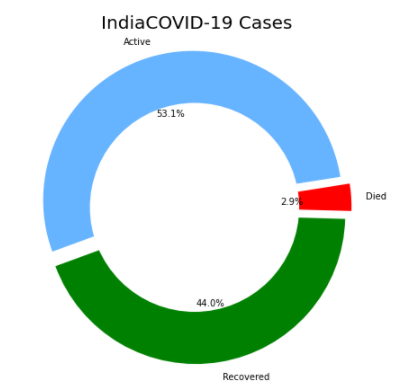 IndiaCOVID-19 Cases
Active
53.1%
2.9%
Died
44.0%
Recovered